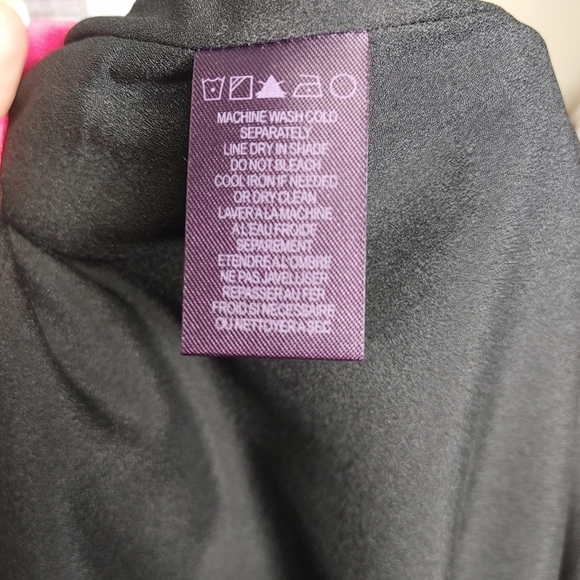 MACHINE WASH COLD
SEPARATELY
LINE DRY IN SHADE
DO NOT BLEACH
COOL IRON IF NEEDED
OR DRY CLEAN
LAVER A LA MACHINE
A L'EAU FROIDE
SEPAREMENT
ETENDRE A L'OMBRE
NE PAS JAVELLISER
REPASSER AU FER
FROID SI NECESSAIRE
OU NETTOYER A SEC